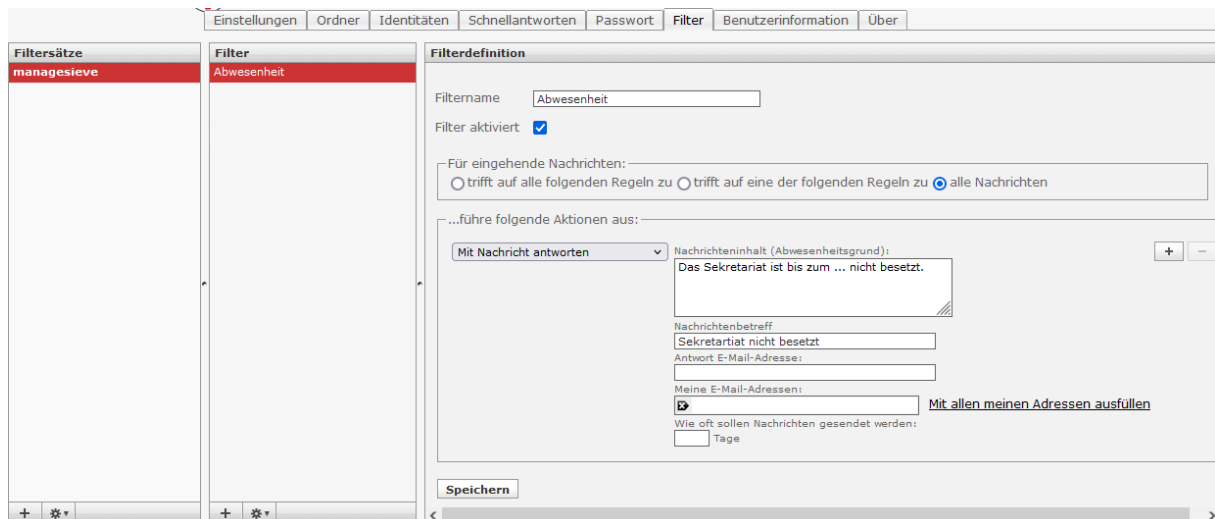 Einstellungen Ordner Identitäten Schnellantworten Passwort Filter Benutzerinformation Über
Filtersätze
managesieve
Filter
Abwesenheit
Filterdefinition
Filtername Abwesenheit
Filter aktiviert
Für eingehende Nachrichten:
trifft auf alle folgenden Regeln zu trifft auf eine der folgenden Regeln zu alle Nachrichten
...führe folgende Aktionen aus:
Mit Nachricht antworten
Nachrichteninhalt (Abwesenheitsgrund):
Das Sekretariat ist bis zum ... nicht besetzt.
Nachrichtenbetreff
Sekretartiat nicht besetzt
Antwort E-Mail-Adresse:
Meine E-Mail-Adressen:
Mit allen meinen Adressen ausfüllen
Wie oft sollen Nachrichten gesendet werden:
Tage
Speichern